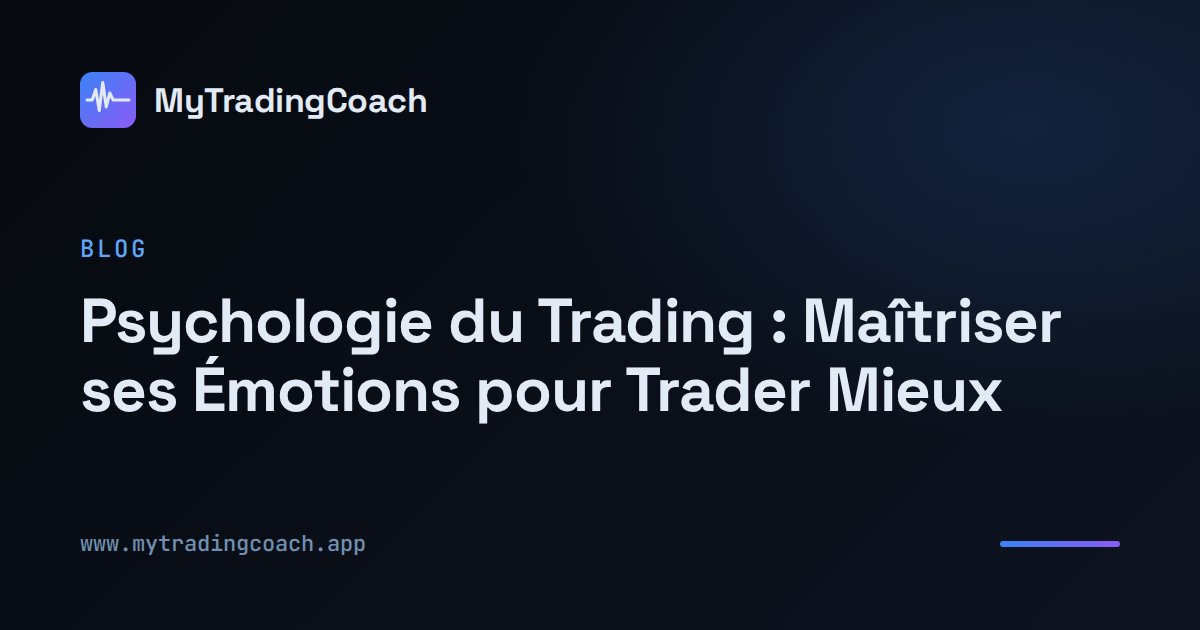 MyTradingCoach
BLOG
Psychologie du Trading : Maîtriser
ses Émotions pour Trader Mieux
www.mytradingcoach.app